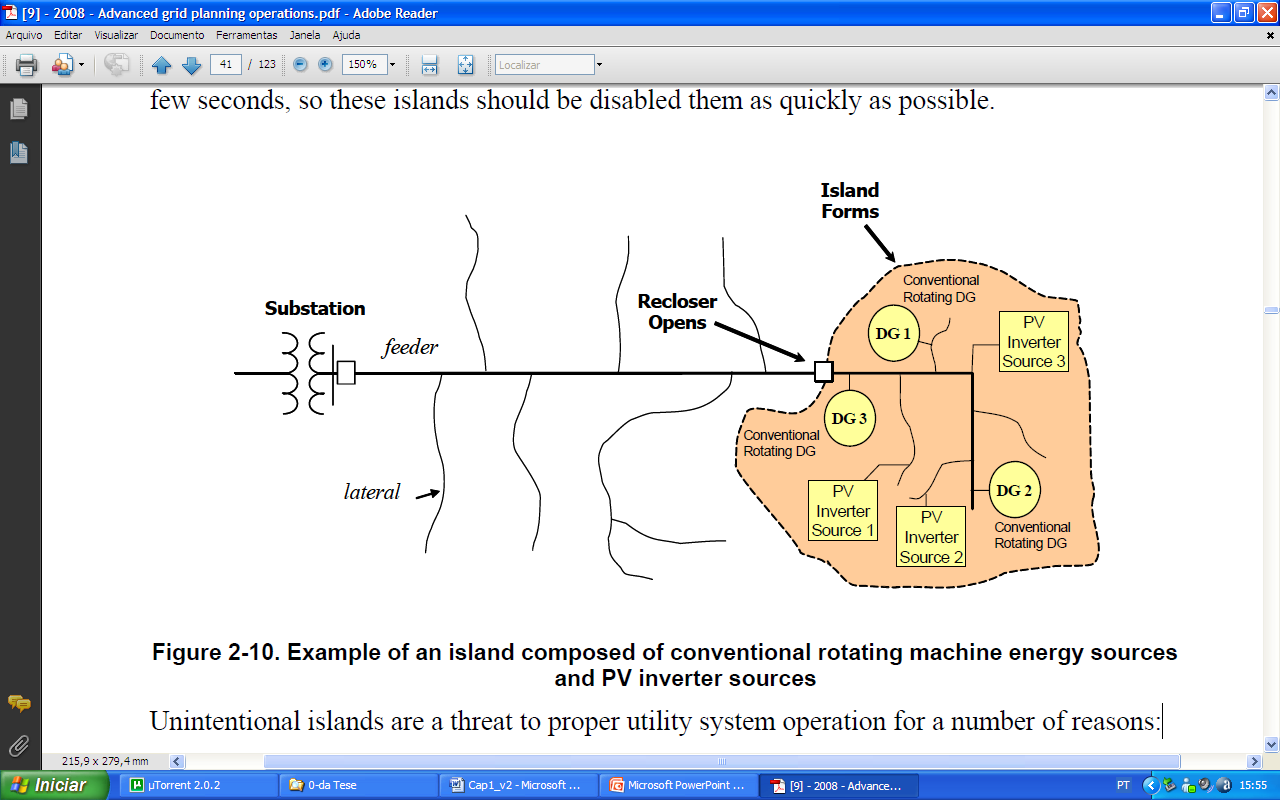 [9] - 2008 - Advanced grid planning operations.pdf - Adobe Reader
Arquivo Editar Visualizar Documento Ferramentas Janela Ajuda
41 / 123 150% Localizar
few seconds, so these islands should be disabled them as quickly as possible.
Island
Forms
Conventional
Rotating DG
Substation
Recloser
Opens
DG 1
PV
Inverter
Source 3
feeder
DG 3
Conventional
Rotating DG
lateral
PV
Inverter
Source 1
PV
Inverter
Source 2
DG 2
Conventional
Rotating DG
Figure 2-10. Example of an island composed of conventional rotating machine energy sources
and PV inverter sources
Unintentional islands are a threat to proper utility system operation for a number of reasons:
215,9 x 279,4 mm
Iniciar µTorrent 2.0.2 0-da Tese Cap1_v2 - Microsoft ... Microsoft PowerPoint ... [9] - 2008 - Advance... PT 15:55